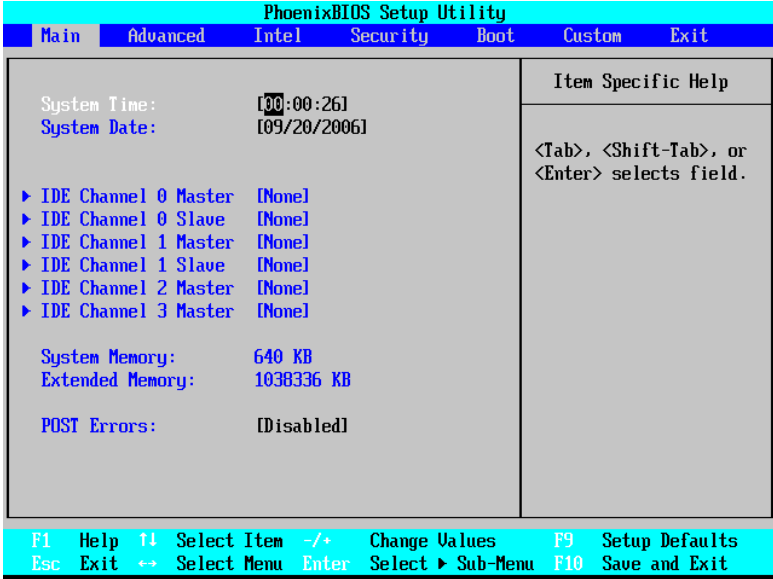 PhoenixBIOS Setup Utility
Main Advanced Intel Security Boot Custom Exit
Item Specific Help
System Time: [00:00:26]
System Date: [09/20/2006]
<Tab>, <Shift-Tab>, or
<Enter> selects field.
▶ IDE Channel 0 Master [None]
▶ IDE Channel 0 Slave [None]
▶ IDE Channel 1 Master [None]
▶ IDE Channel 1 Slave [None]
▶ IDE Channel 2 Master [None]
▶ IDE Channel 3 Master [None]
System Memory: 640 KB
Extended Memory: 1038336 KB
POST Errors: [Disabled]
F1 Help ↑↓ Select Item -/+ Change Values F9 Setup Defaults
Esc Exit ↔ Select Menu Enter Select ▶ Sub-Menu F10 Save and Exit